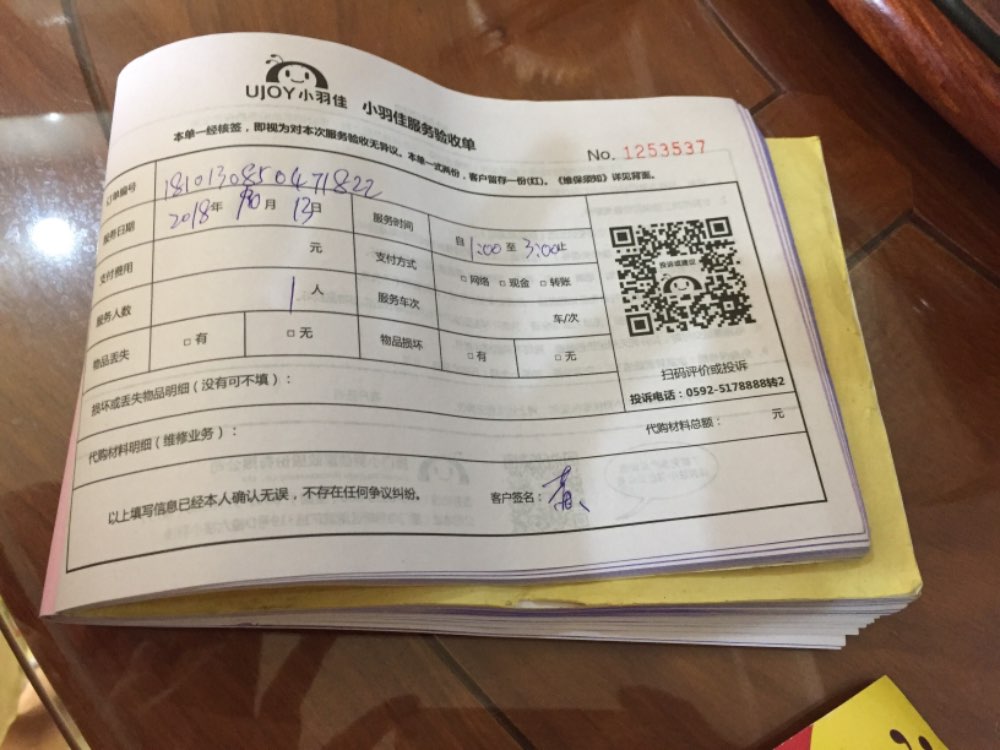 UJOY小羽佳 小羽佳服务验收单
本单一经核签，即视为对本次服务验收无异议。本单一式两份，客户留存一份(红)。《维保须知》详见背面。
No. 1253537
订单编号 1810130850471822
服务日期 2018年 10月 13日 服务时间 自 1:00 至 3:00止
支付费用 元 支付方式 □ 网络 □ 现金 □ 转账
服务人数 1 人 服务车次 车/次
物品丢失 □ 有 □ 无 物品损坏 □ 有 □ 无
投诉或建议
扫码评价或投诉
投诉电话：0592-5178888转2
损坏或丢失物品明细（没有可不填）：
代购材料明细（维修业务）： 代购材料总额： 元
以上填写信息已经本人确认无误，不存在任何争议纠纷。 客户签名：